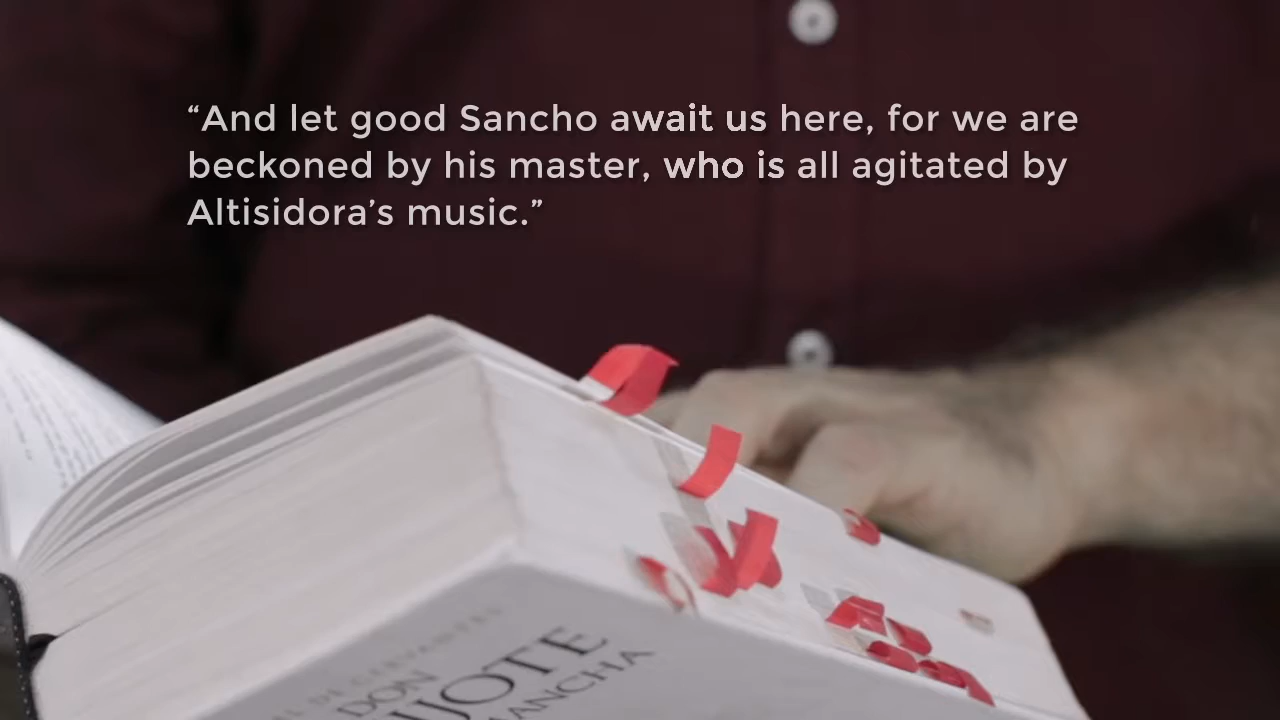 “And let good Sancho await us here, for we are
beckoned by his master, who is all agitated by
Altisidora’s music.”
DON
MANCHA